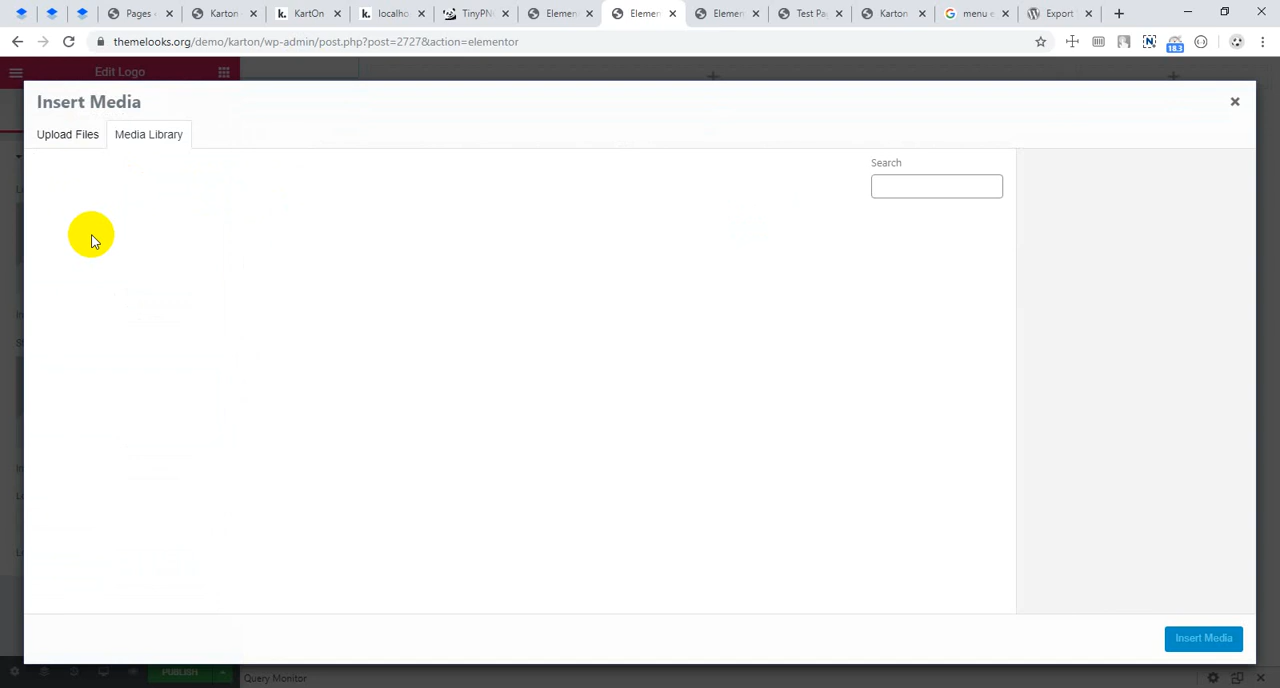 Pages
Karton
KartOn
localho
TinyPN
Elemen
Elemen
Elemen
Test Pa
Karton
menu e
Export
themelooks.org/demo/karton/wp-admin/post.php?post=2727&action=elementor
18.3
Edit Logo
Insert Media
Upload Files
Media Library
Search
Insert Media
PUBLISH
Query Monitor